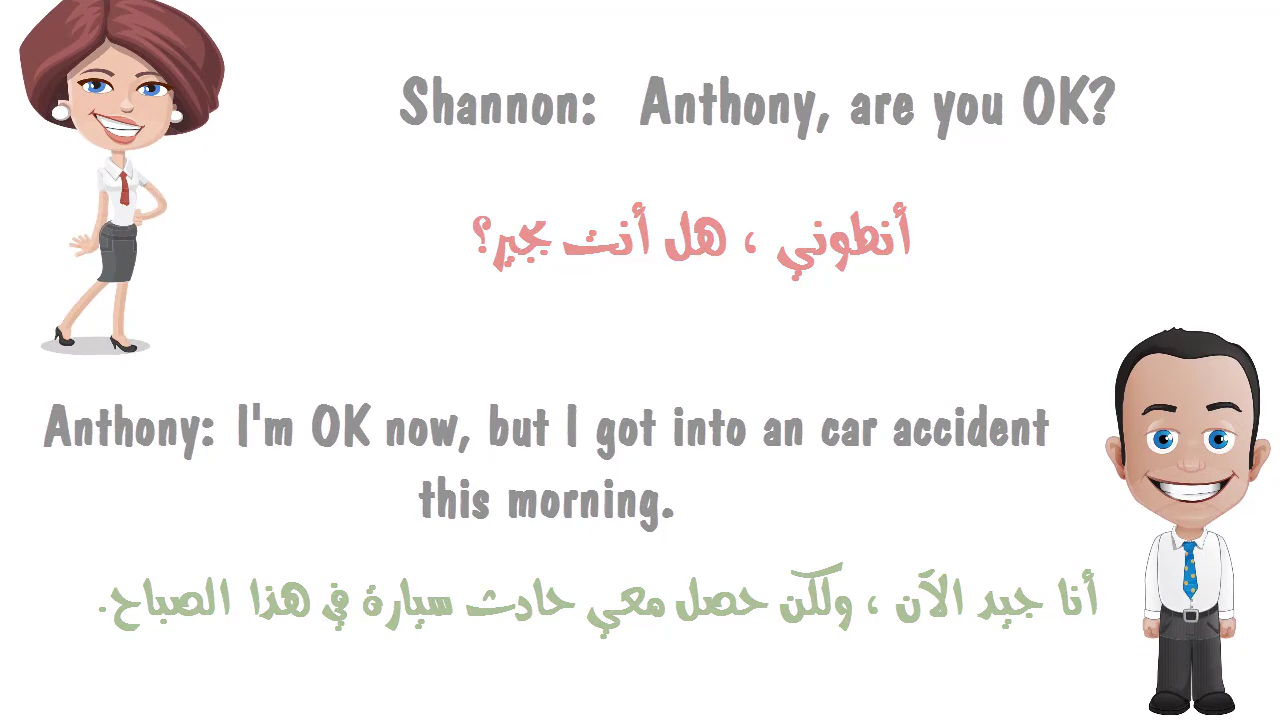 Shannon: Anthony, are you OK?
أنطوني ، هل أنت بخير؟
Anthony: I'm OK now, but I got into an car accident
this morning.
أنا جيد الآن ، ولكن حصل معي حادث سيارة في هذا الصباح.